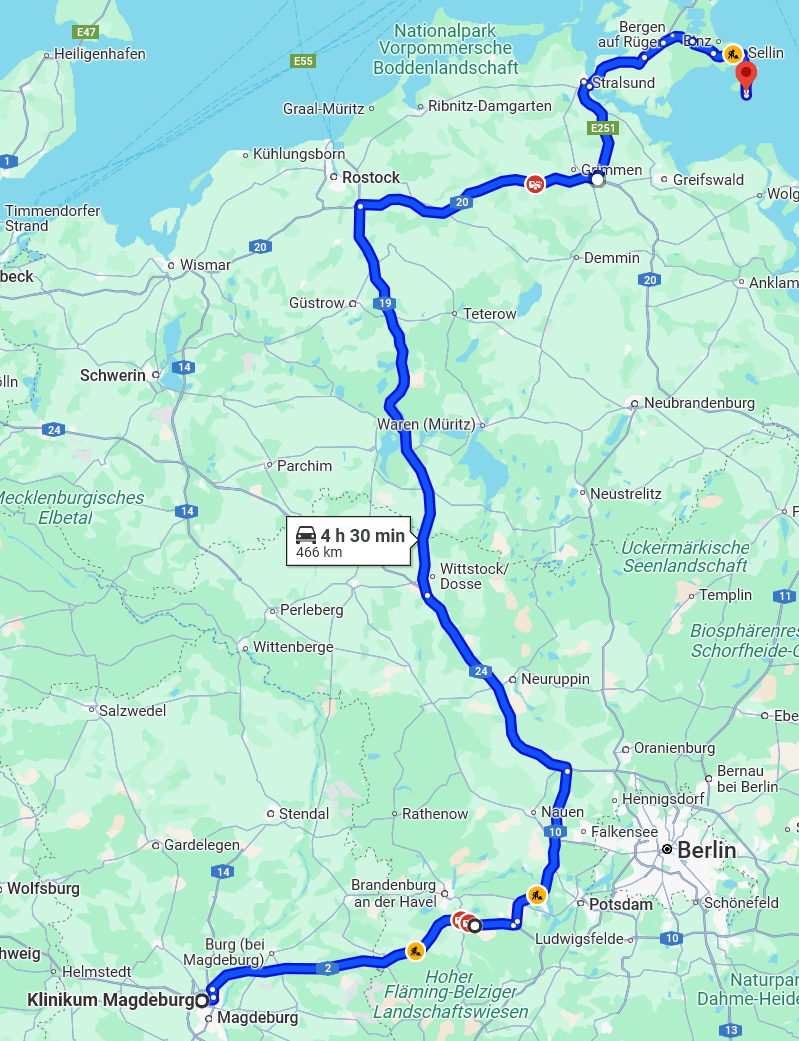 E47
Heiligenhafen
E55
Nationalpark
Vorpommersche
Boddenlandschaft
Bergen
auf Rügen
Binz
Sellin
Stralsund
Graal-Müritz
Ribnitz-Damgarten
E251
1
Kühlungsborn
Rostock
Grimmen
Greifswald
Wolg
20
Timmendorfer
Strand
20
Wismar
beck
Demmin
20
Anklam
Güstrow
19
Teterow
Schwerin
14
ölln
24
Waren (Müritz)
Neubrandenburg
Parchim
Mecklenburgisches
Elbetal
14
Neustrelitz
P
4 h 30 min
466 km
Uckermärkische
Seenlandschaft
Wittstock/
Dosse
Templin
11
Perleberg
Biosphärenres
Schorfheide-C
Wittenberge
24
Neuruppin
Salzwedel
Ebe
Oranienburg
Bernau
bei Berlin
Stendal
Rathenow
Nauen
Hennigsdorf
10
Falkensee
S
Gardelegen
Berlin
14
Wolfsburg
Brandenburg
an der Havel
Potsdam
Schönefeld
Ludwigsfelde
10
hweig
Helmstedt
Burg (bei
Magdeburg)
2
Hoher
Fläming-Belziger
Landschaftswiesen
Naturpar
Dahme-Heide
Klinikum Magdeburg
Magdeburg
13